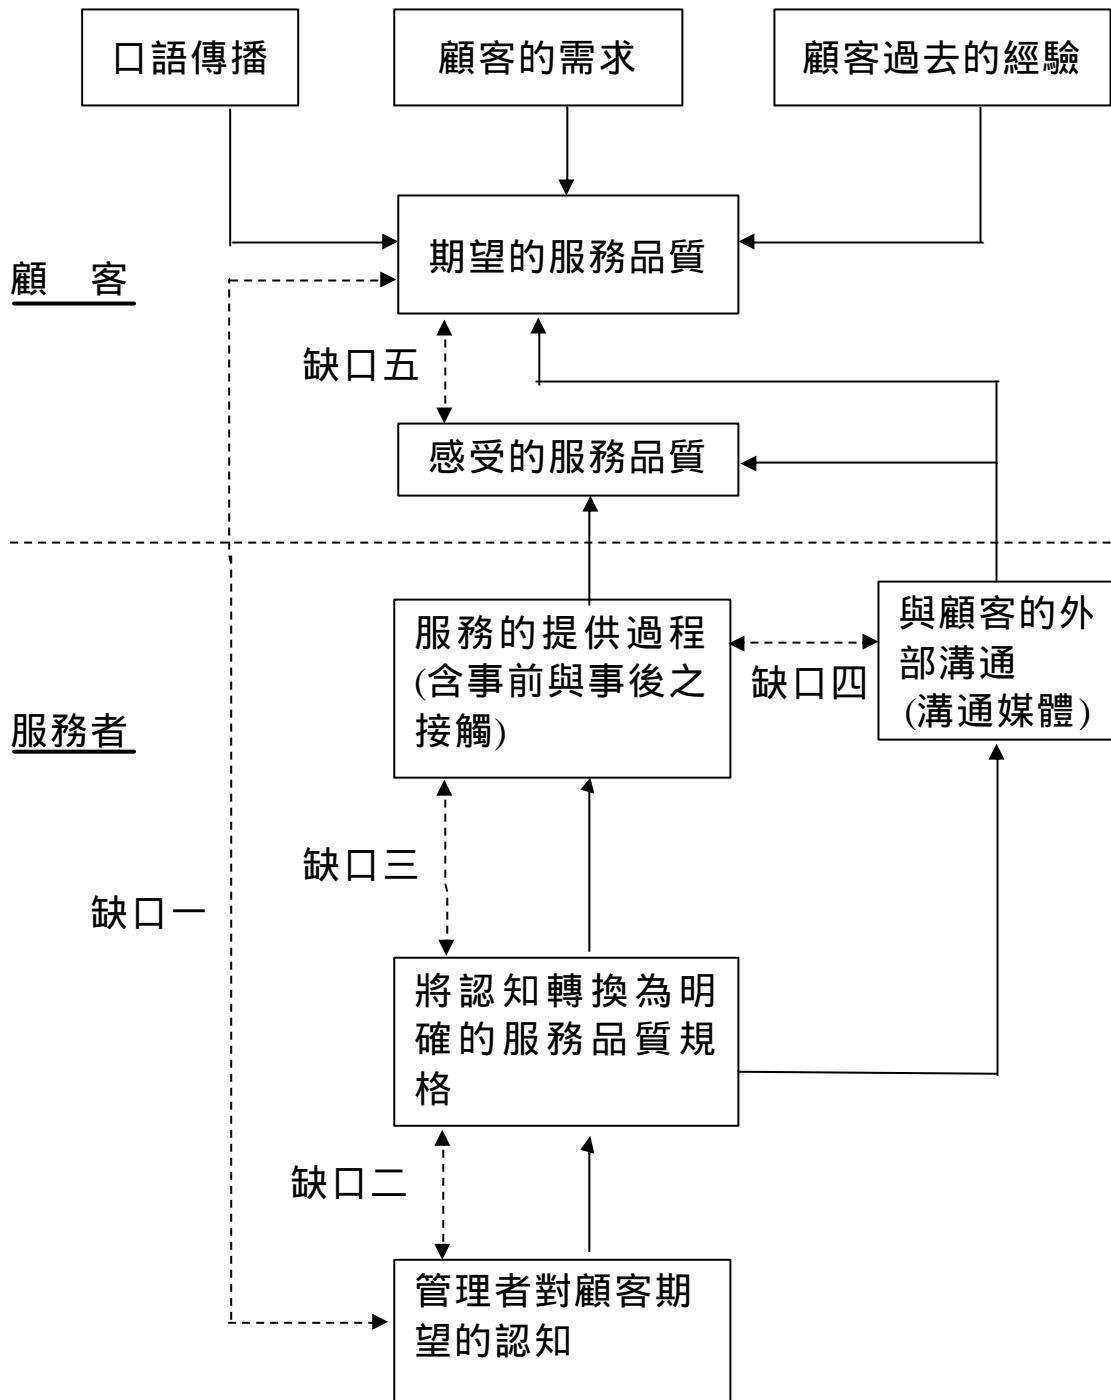 口語傳播
顧客的需求
顧客過去的經驗
期望的服務品質
顧 客
缺口五
感受的服務品質
服務的提供過程
(含事前與事後之
接觸)
與顧客的外
部溝通
(溝通媒體)
缺口四
服務者
缺口三
缺口一
將認知轉換為明
確的服務品質規
格
缺口二
管理者對顧客期
望的認知